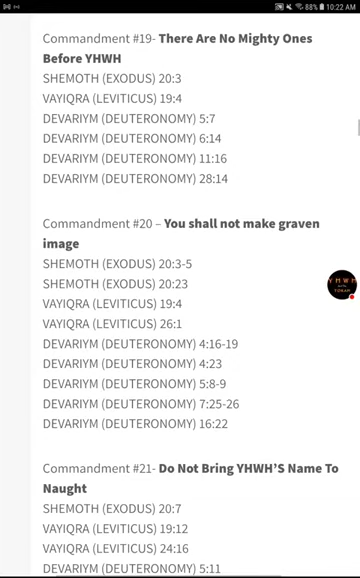 88% 10:22 AM
Commandment #19- There Are No Mighty Ones
Before YHWH
SHEMOTH (EXODUS) 20:3
VAYIQRA (LEVITICUS) 19:4
DEVARIYM (DEUTERONOMY) 5:7
DEVARIYM (DEUTERONOMY) 6:14
DEVARIYM (DEUTERONOMY) 11:16
DEVARIYM (DEUTERONOMY) 28:14
Commandment #20 – You shall not make graven
image
SHEMOTH (EXODUS) 20:3-5
SHEMOTH (EXODUS) 20:23
VAYIQRA (LEVITICUS) 19:4
VAYIQRA (LEVITICUS) 26:1
DEVARIYM (DEUTERONOMY) 4:16-19
DEVARIYM (DEUTERONOMY) 4:23
DEVARIYM (DEUTERONOMY) 5:8-9
DEVARIYM (DEUTERONOMY) 7:25-26
DEVARIYM (DEUTERONOMY) 16:22
Commandment #21- Do Not Bring YHWH’S Name To
Naught
SHEMOTH (EXODUS) 20:7
VAYIQRA (LEVITICUS) 19:12
VAYIQRA (LEVITICUS) 24:16
DEVARIYM (DEUTERONOMY) 5:11